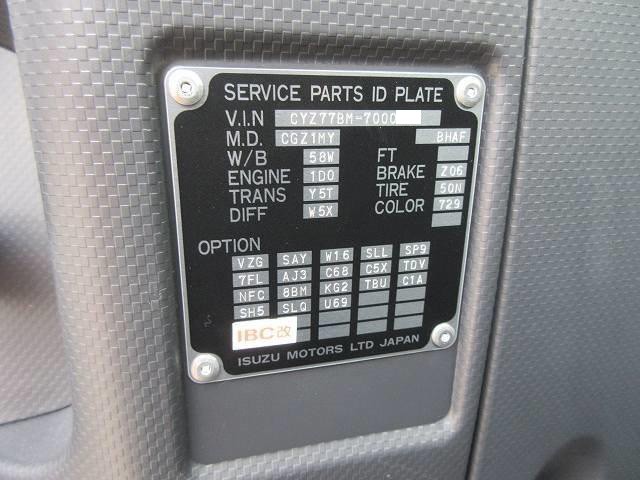 SERVICE PARTS ID PLATE
V.I.N CYZ77BM-7000
M.D. CGZ1MY 8HAF
W/B 58W FT
ENGINE 1D0 BRAKE Z06
TRANS Y5T TIRE 50N
DIFF W5X COLOR 729
OPTION
VZG SAY W16 SLL SP9
7FL AJ3 C68 C5X TDV
NFC 8BM KG2 TBU C1A
SH5 SLQ U69
IBC改
ISUZU MOTORS LTD JAPAN